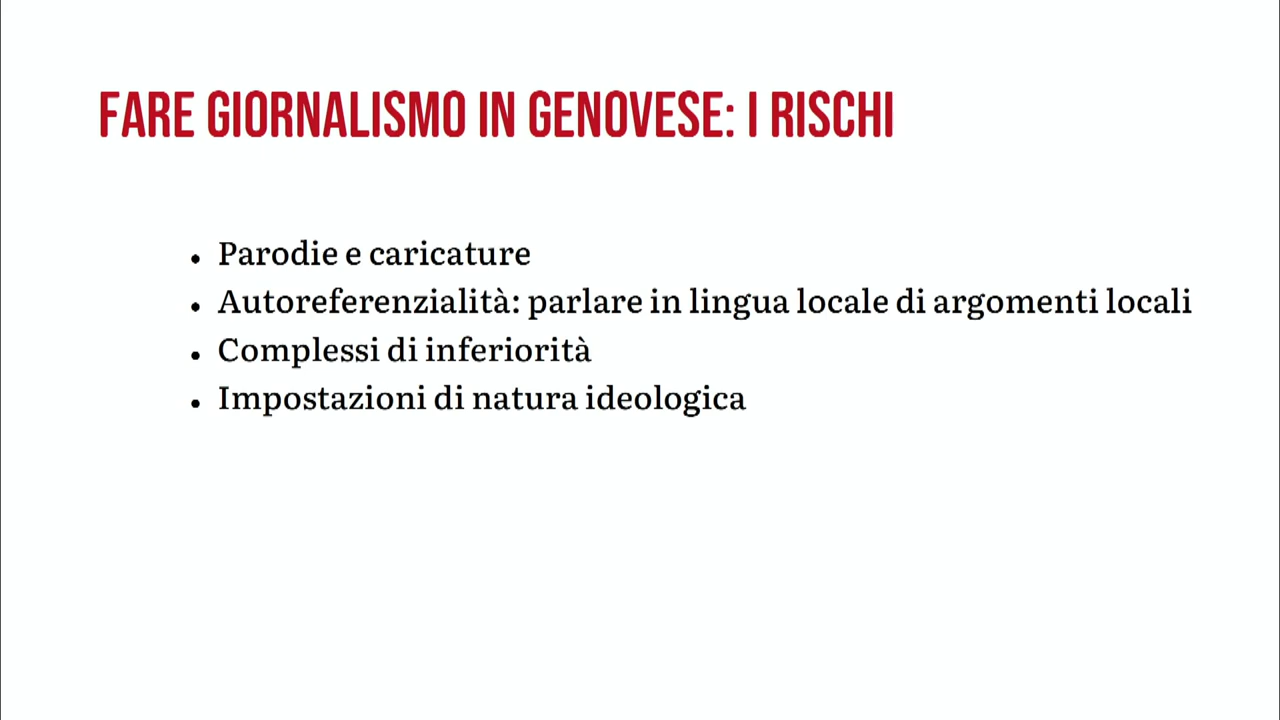 FARE GIORNALISMO IN GENOVESE: I RISCHI
• Parodie e caricature
• Autoreferenzialità: parlare in lingua locale di argomenti locali
• Complessi di inferiorità
• Impostazioni di natura ideologica